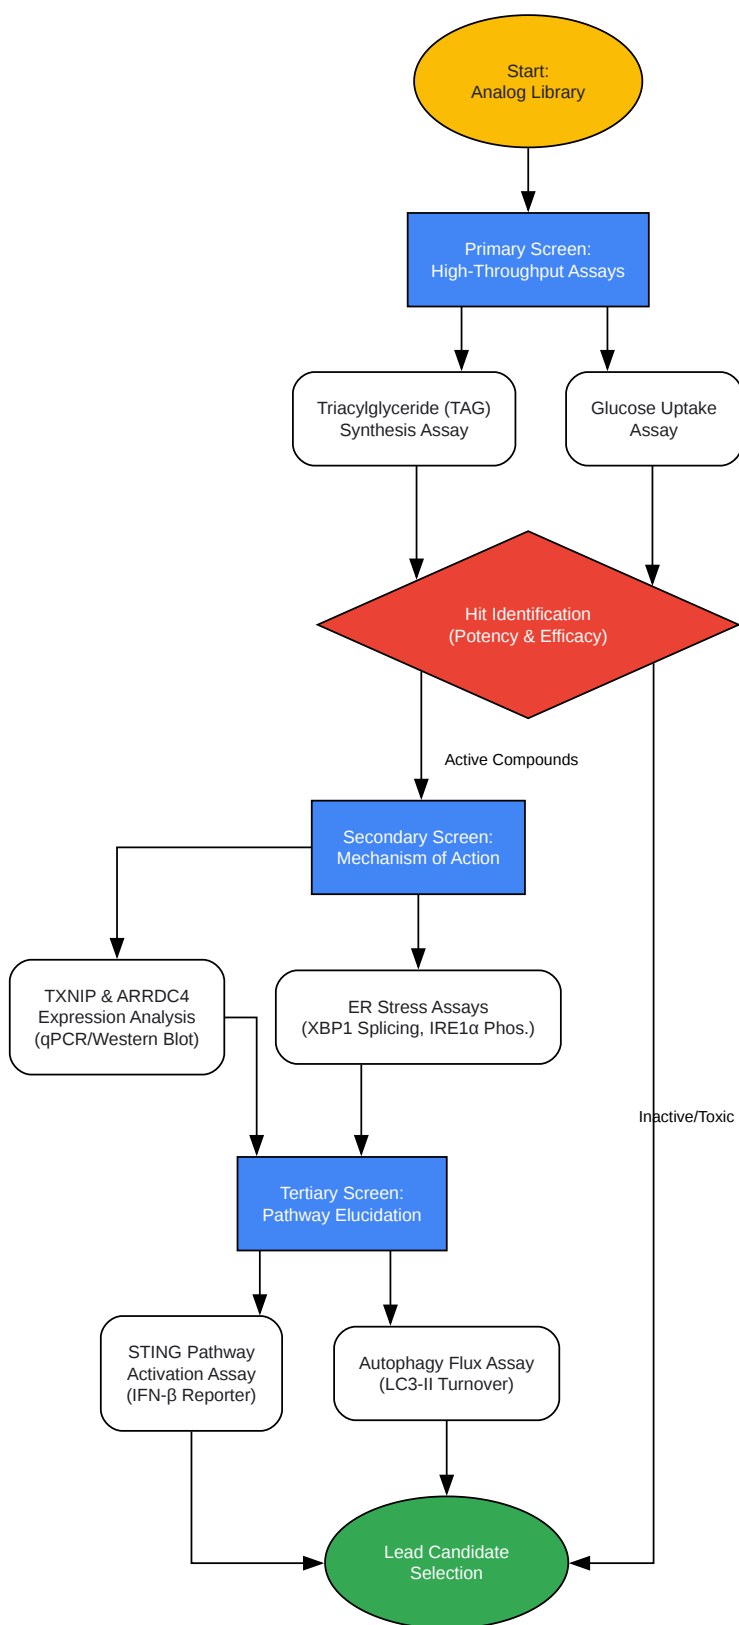 Start:
Analog Library
Primary Screen:
High-Throughput Assays
Triacylglyceride (TAG)
Synthesis Assay
Glucose Uptake
Assay
Hit Identification
(Potency & Efficacy)
Active Compounds
Secondary Screen:
Mechanism of Action
TXNIP & ARRDC4
Expression Analysis
(qPCR/Western Blot)
ER Stress Assays
(XBP1 Splicing, IRE1α Phos.)
Inactive/Toxic
Tertiary Screen:
Pathway Elucidation
STING Pathway
Activation Assay
(IFN-β Reporter)
Autophagy Flux Assay
(LC3-II Turnover)
Lead Candidate
Selection